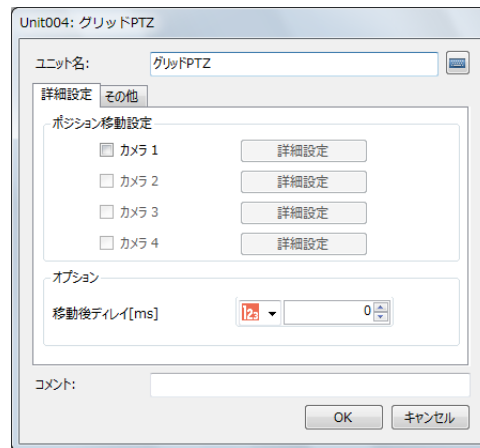 Unit004: グリッドPTZ
ユニット名: グリッドPTZ
詳細設定 その他
ポジション移動設定
カメラ 1 詳細設定
カメラ 2 詳細設定
カメラ 3 詳細設定
カメラ 4 詳細設定
オプション
移動後ディレイ[ms] 123 0
コメント:
OK キャンセル